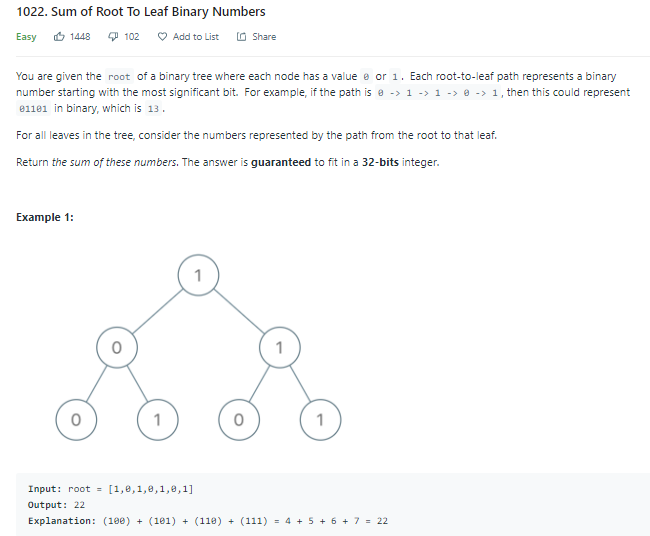 1022. Sum of Root To Leaf Binary Numbers
Easy 1448 102 Add to List Share
You are given the root of a binary tree where each node has a value 0 or 1. Each root-to-leaf path represents a binary
number starting with the most significant bit. For example, if the path is 0 -> 1 -> 1 -> 0 -> 1, then this could represent
01101 in binary, which is 13.
For all leaves in the tree, consider the numbers represented by the path from the root to that leaf.
Return the sum of these numbers. The answer is guaranteed to fit in a 32-bits integer.
Example 1:
1
0 1
0 1 0 1
Input: root = [1,0,1,0,1,0,1]
Output: 22
Explanation: (100) + (101) + (110) + (111) = 4 + 5 + 6 + 7 = 22